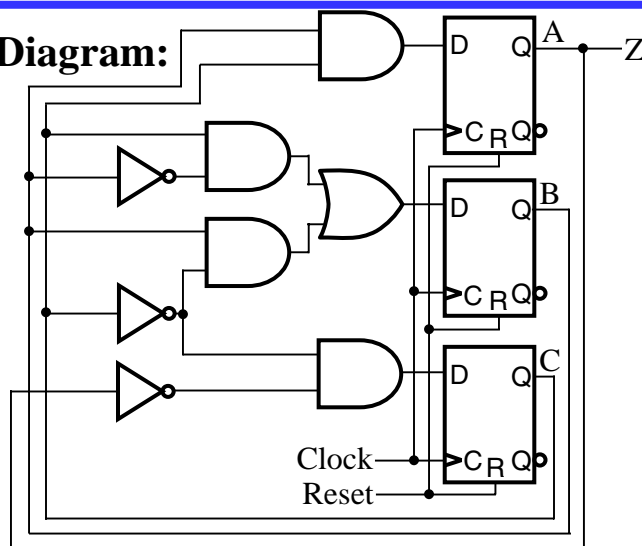 Diagram:
A
D Q Z
C R Q
B
D Q
C R Q
C
D Q
Clock C R Q
Reset